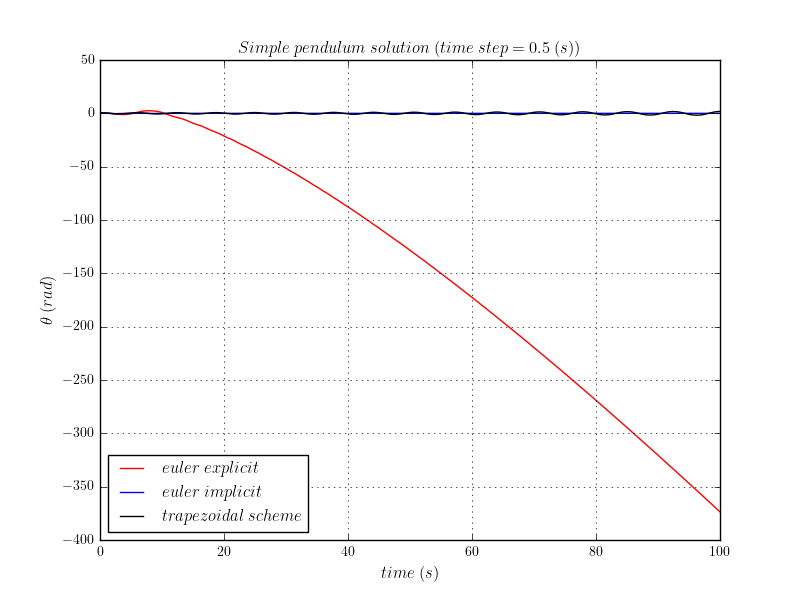 Simple pendulum solution (time step = 0.5 (s))
50
0
−50
−100
−150
−200
−250
−300
−350
−400
θ (rad)
euler explicit
euler implicit
trapezoidal scheme
0 20 40 60 80 100
time (s)